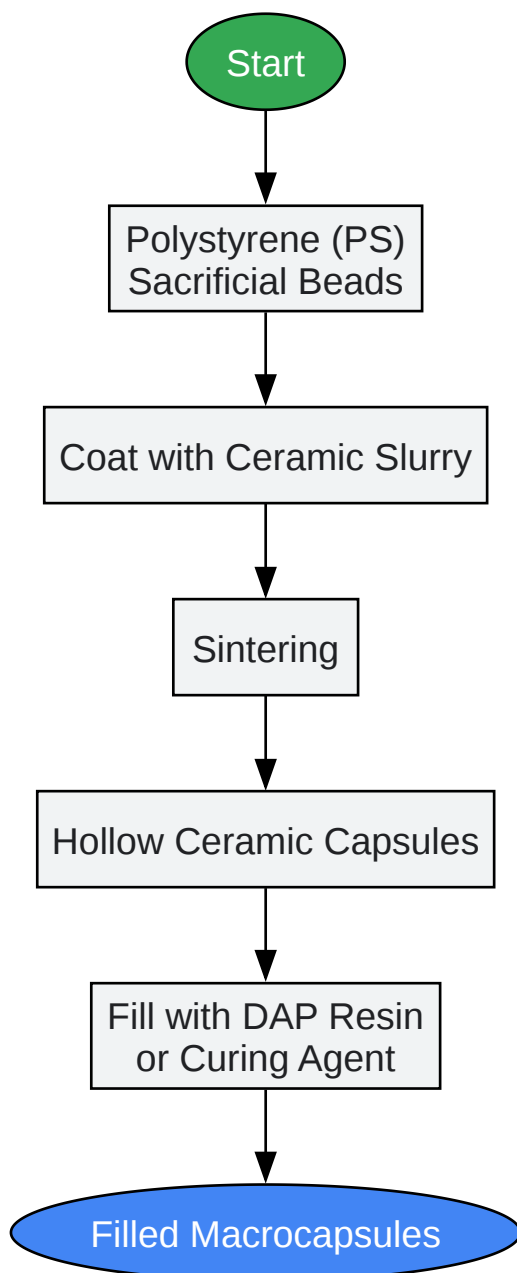 Start
Polystyrene (PS)
Sacrificial Beads
Coat with Ceramic Slurry
Sintering
Hollow Ceramic Capsules
Fill with DAP Resin
or Curing Agent
Filled Macrocapsules